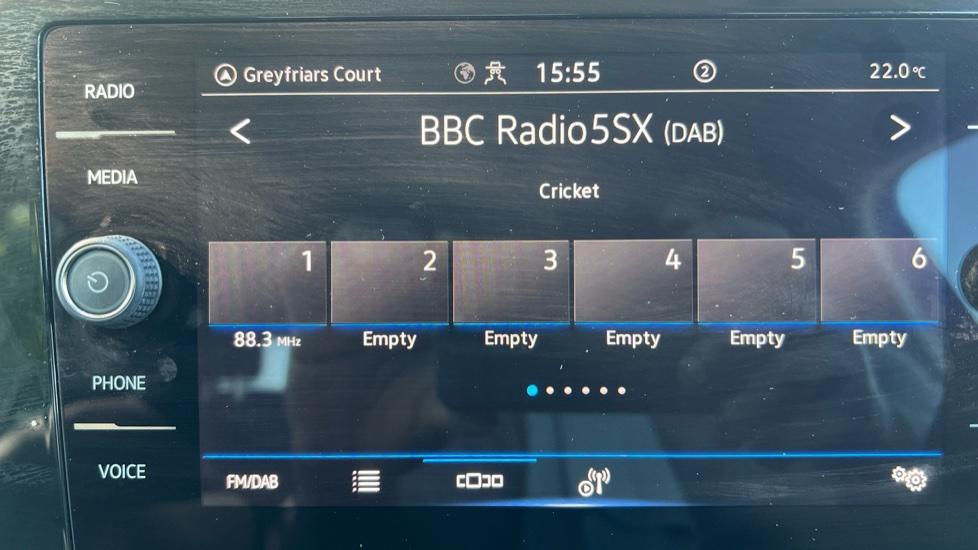 RADIO
MEDIA
PHONE
VOICE
Greyfriars Court 15:55 2 22.0°C
< BBC Radio5SX (DAB) >
Cricket
1 2 3 4 5 6
88.3 MHz Empty Empty Empty Empty Empty
FM/DAB